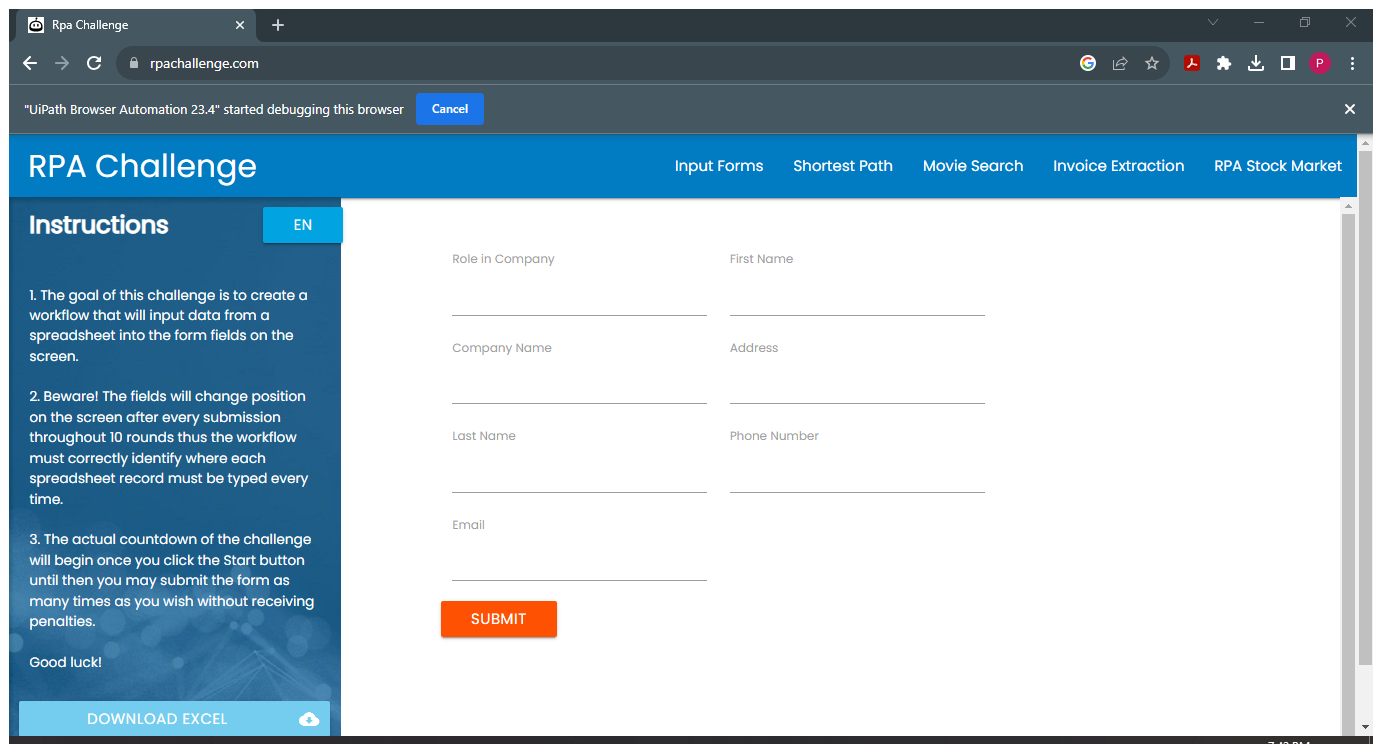 Rpa Challenge
rpachallenge.com
P
"UiPath Browser Automation 23.4" started debugging this browser Cancel
RPA Challenge Input Forms Shortest Path Movie Search Invoice Extraction RPA Stock Market
Instructions EN
1. The goal of this challenge is to create a
workflow that will input data from a
spreadsheet into the form fields on the
screen.
2. Beware! The fields will change position
on the screen after every submission
throughout 10 rounds thus the workflow
must correctly identify where each
spreadsheet record must be typed every
time.
3. The actual countdown of the challenge
will begin once you click the Start button
until then you may submit the form as
many times as you wish without receiving
penalties.
Good luck!
DOWNLOAD EXCEL
Role in Company First Name
Company Name Address
Last Name Phone Number
Email
SUBMIT